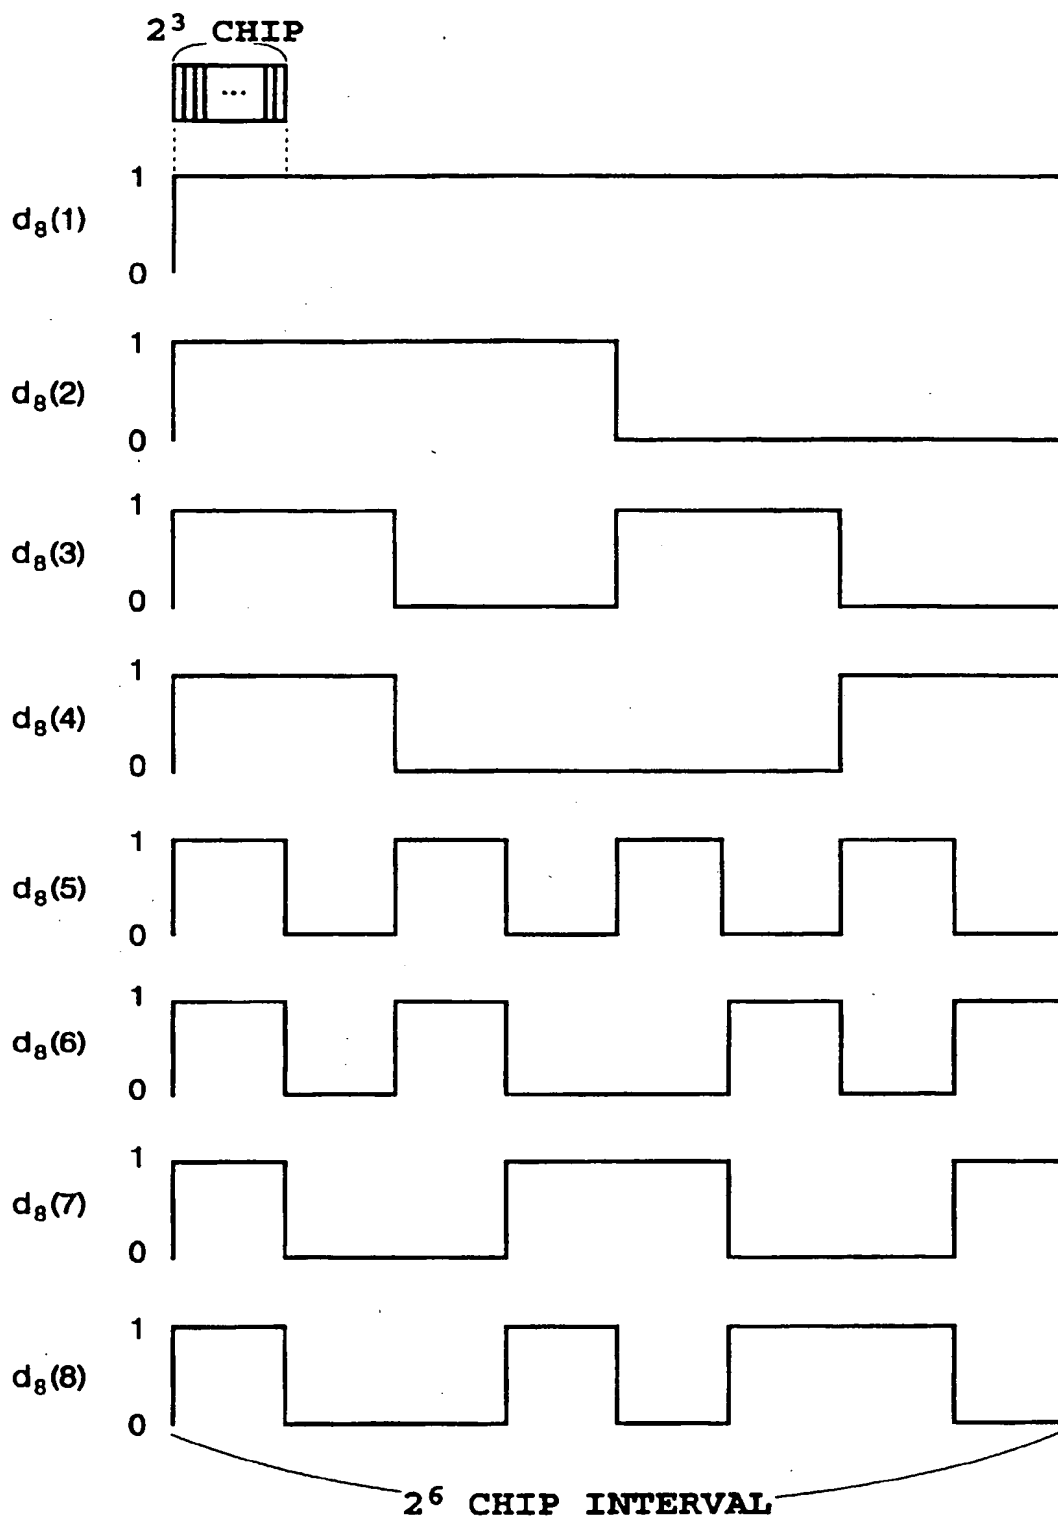 2³ CHIP
...
1
d₈(1)
0
1
d₈(2)
0
1
d₈(3)
0
1
d₈(4)
0
1
d₈(5)
0
1
d₈(6)
0
1
d₈(7)
0
1
d₈(8)
0
2⁶ CHIP INTERVAL